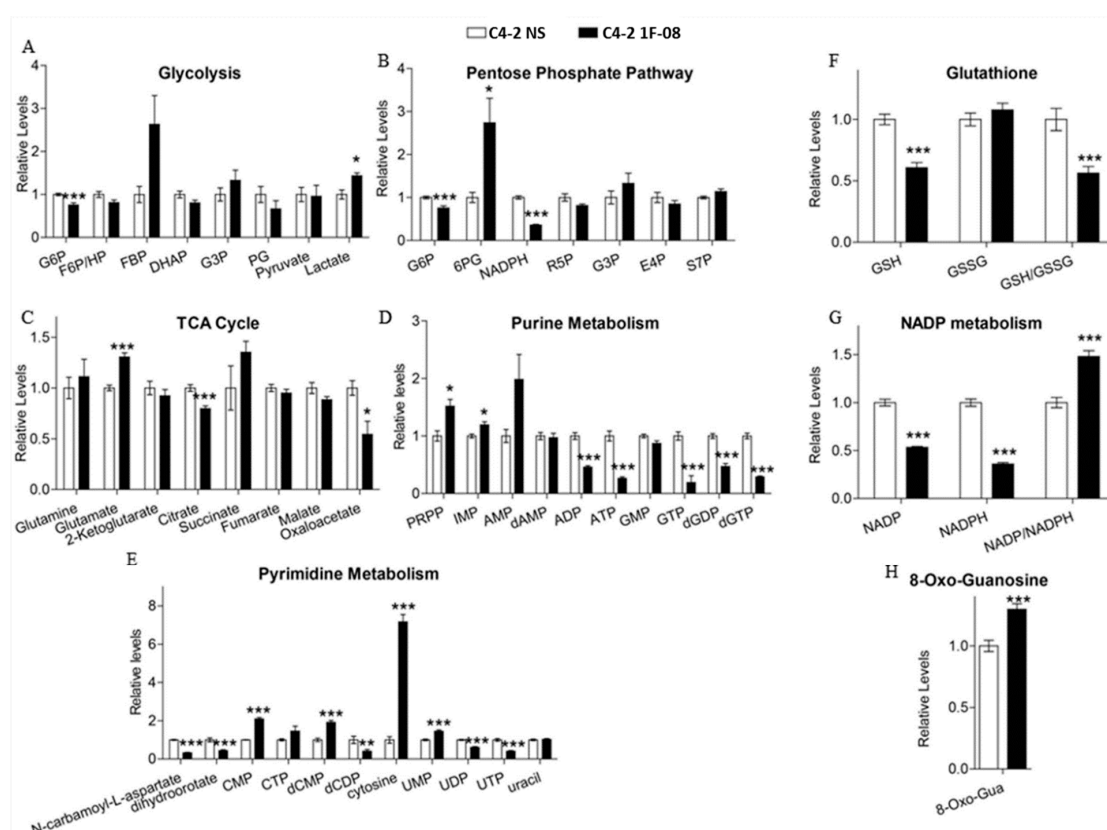 C4-2 NS C4-2 1F-08
A
Glycolysis
Relative Levels
4
3
2
1
0
***
*
G6P F6P/HP FBP DHAP G3P PG Pyruvate Lactate
B
Pentose Phosphate Pathway
Relative Levels
4
3
2
1
0
***
*
***
G6P 6PG NADPH R5P G3P E4P S7P
F
Glutathione
Relative Levels
1.0
0.5
0.0
***
***
GSH GSSG GSH/GSSG
C
TCA Cycle
Relative Levels
1.5
1.0
0.5
0.0
***
***
*
Glutamine Glutamate 2-Ketoglutarate Citrate Succinate Fumarate Malate Oxaloacetate
D
Purine Metabolism
Relative levels
3
2
1
0
*
*
***
***
***
***
***
PRPP IMP AMP dAMP ADP ATP GMP GTP dGDP dGTP
G
NADP metabolism
Relative Levels
1.5
1.0
0.5
0.0
***
***
***
NADP NADPH NADP/NADPH
E
Pyrimidine Metabolism
Relative levels
8
6
4
2
0
***
***
***
***
**
***
***
***
***
N-carbamoyl-L-aspartate dihydroorotate CMP CTP dCMP dCDP cytosine UMP UDP UTP uracil
H
8-Oxo-Guanosine
Relative Levels
1.0
0.5
0.0
***
8-Oxo-Gua